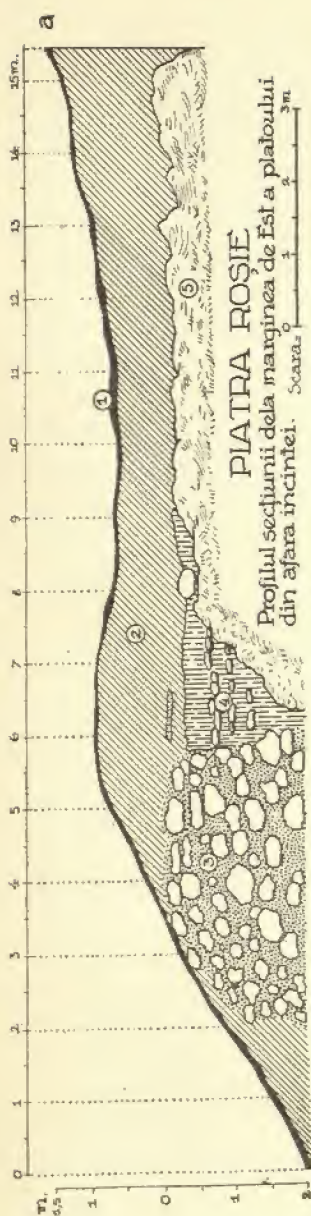 a
0 1 2 3 4 5 6 7 8 9 10 11 12 13 14 15m.
m.
1,5
1
0
1
2
①
②
③
④
⑤
PIATRA ROȘIE
Profilul secțiunii dela marginea de Est a platoului
din afara incintei. Scara:
0 1 2 3m